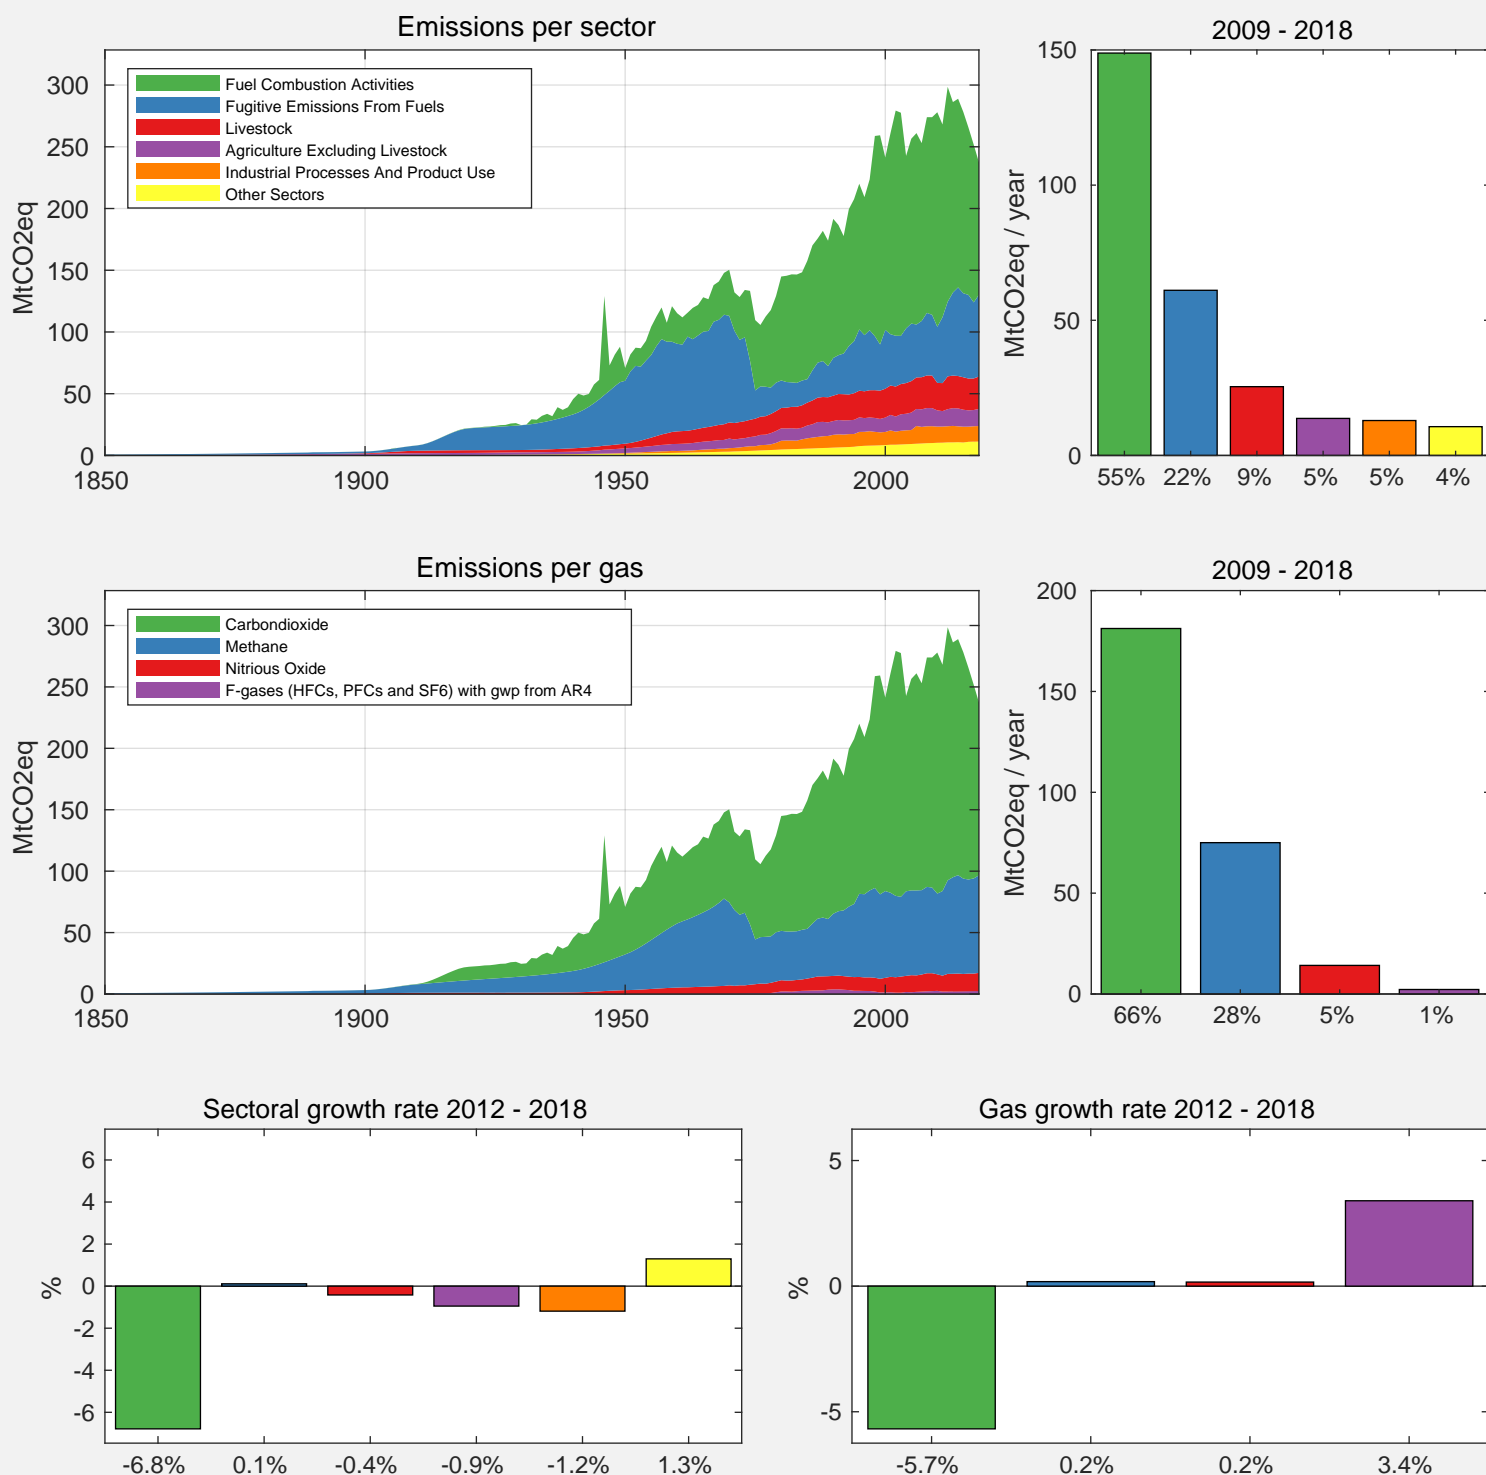 Emissions per sector
MtCO2eq
300
250
200
150
100
50
0
1850 1900 1950 2000
Fuel Combustion Activities
Fugitive Emissions From Fuels
Livestock
Agriculture Excluding Livestock
Industrial Processes And Product Use
Other Sectors
2009 - 2018
MtCO2eq / year
150
100
50
0
55% 22% 9% 5% 5% 4%
Emissions per gas
MtCO2eq
300
250
200
150
100
50
0
1850 1900 1950 2000
Carbondioxide
Methane
Nitrious Oxide
F-gases (HFCs, PFCs and SF6) with gwp from AR4
2009 - 2018
MtCO2eq / year
200
150
100
50
0
66% 28% 5% 1%
Sectoral growth rate 2012 - 2018
%
6
4
2
0
-2
-4
-6
-6.8% 0.1% -0.4% -0.9% -1.2% 1.3%
Gas growth rate 2012 - 2018
%
5
0
-5
-5.7% 0.2% 0.2% 3.4%